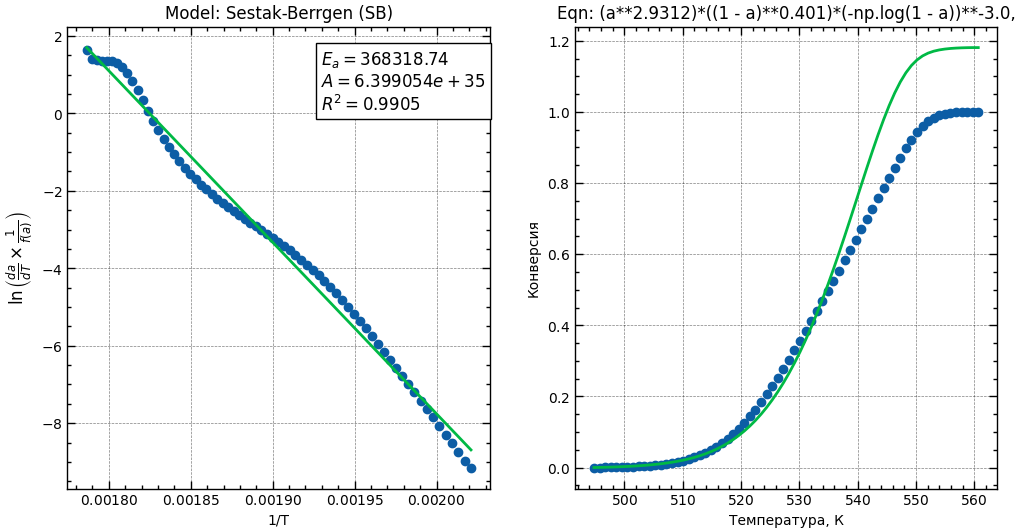 Model: Sestak-Berrgen (SB)
Eqn: (a**2.9312)*((1 - a)**0.401)*(-np.log(1 - a))**-3.0,
E_a = 368318.74
A = 6.399054e + 35
R² = 0.9905
ln (da/dT × 1/f(a))
2
0
−2
−4
−6
−8
0.00180
0.00185
0.00190
0.00195
0.00200
1/T
Конверсия
1.2
1.0
0.8
0.6
0.4
0.2
0.0
500
510
520
530
540
550
560
Температура, К